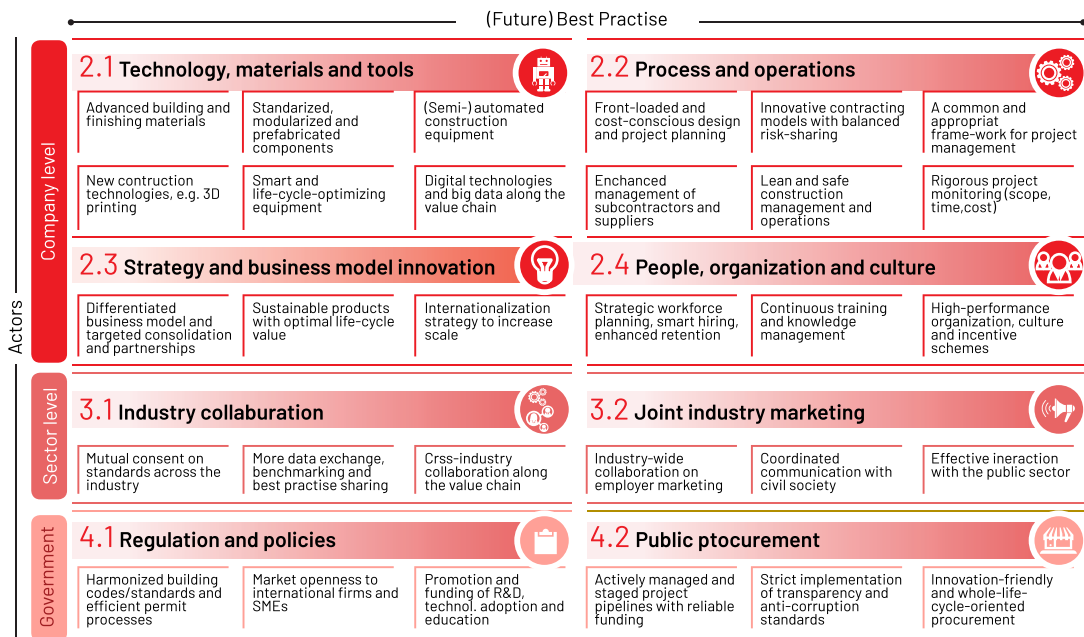 (Future) Best Practise
Actors
Company level
2.1 Technology, materials and tools
Advanced building and
finishing materials
Standarized,
modularized and
prefabricated
components
(Semi-) automated
construction
equipment
New contruction
technologies, e.g. 3D
printing
Smart and
life-cycle-optimizing
equipment
Digital technologies
and big data along the
value chain
2.2 Process and operations
Front-loaded and
cost-conscious design
and project planning
Innovative contracting
models with balanced
risk-sharing
A common and
appropriat
frame-work for project
management
Enchanced
management of
subcontractors and
suppliers
Lean and safe
construction
management and
operations
Rigorous project
monitoring (scope,
time,cost)
2.3 Strategy and business model innovation
Differentiated
business model and
targeted consolidation
and partnerships
Sustainable products
with optimal life-cycle
value
Internationalization
strategy to increase
scale
2.4 People, organization and culture
Strategic workforce
planning, smart hiring,
enhanced retention
Continuous training
and knowledge
management
High-performance
organization, culture
and incentive
schemes
Sector level
3.1 Industry collaburation
Mutual consent on
standards across the
industry
More data exchange,
benchmarking and
best practise sharing
Crss-industry
collaboration along
the value chain
3.2 Joint industry marketing
Industry-wide
collaboration on
employer marketing
Coordinated
communication with
civil society
Effective ineraction
with the public sector
Government
4.1 Regulation and policies
Harmonized building
codes/standards and
efficient permit
processes
Market openness to
international firms and
SMEs
Promotion and
funding of R&D,
technol. adoption and
education
4.2 Public ptocurement
Actively managed and
staged project
pipelines with reliable
funding
Strict implementation
of transparency and
anti-corruption
standards
Innovation-friendly
and whole-life-
cycle-oriented
procurement